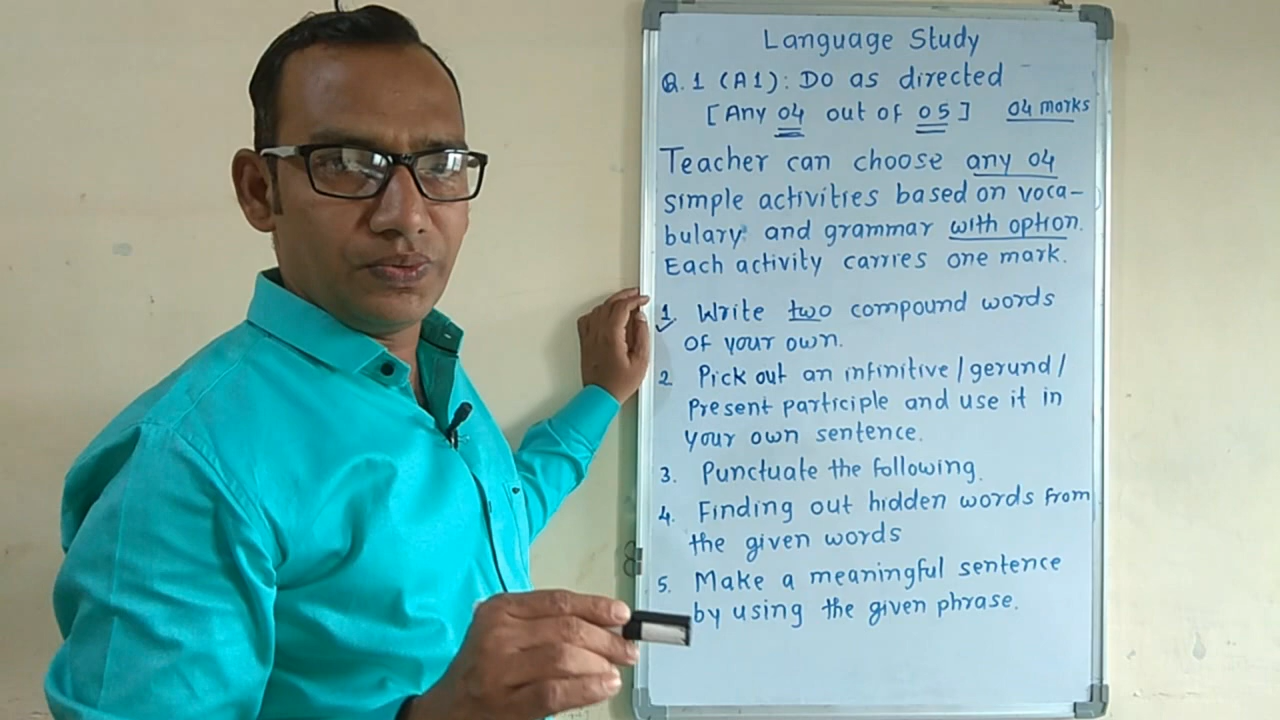 Language Study
Q.1 (A1): Do as directed
[Any 04 out of 05] 04 marks
Teacher can choose any 04
simple activities based on voca-
bulary and grammar with option.
Each activity carries one mark.
1. Write two compound words
of your own.
2 Pick out an infinitive/gerund/
Present participle and use it in
your own sentence.
3. Punctuate the following.
4. Finding out hidden words from
the given words
5. Make a meaningful sentence
by using the given phrase.